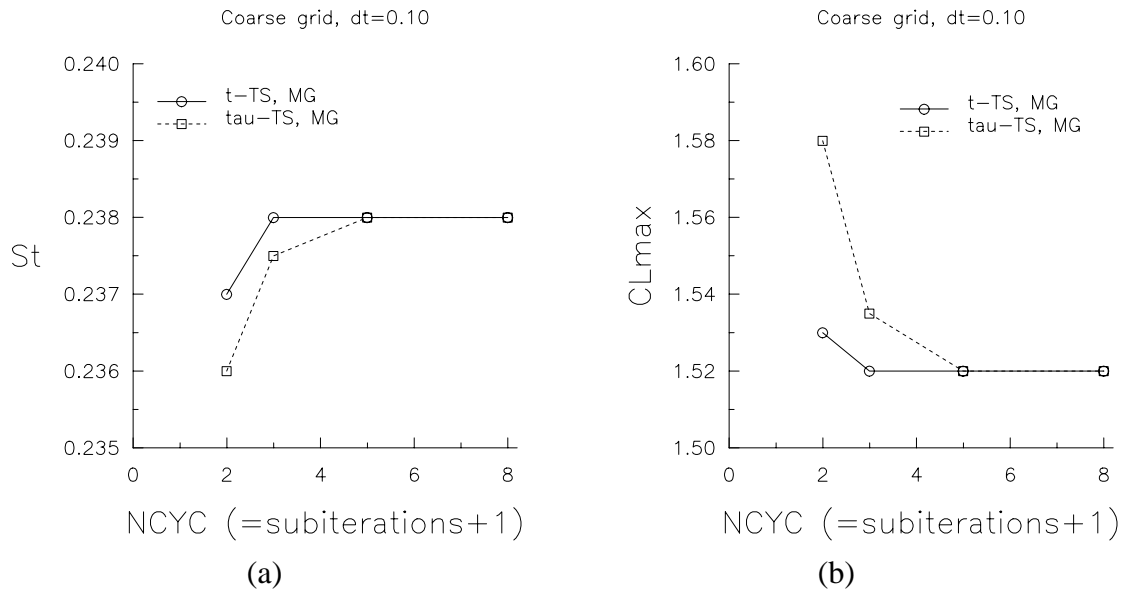 Coarse grid, dt=0.10
0.240
0.239
0.238
0.237
0.236
0.235
St
t-TS, MG
tau-TS, MG
0 2 4 6 8
NCYC (=subiterations+1)
(a)
Coarse grid, dt=0.10
1.60
1.58
1.56
1.54
1.52
1.50
CLmax
t-TS, MG
tau-TS, MG
0 2 4 6 8
NCYC (=subiterations+1)
(b)